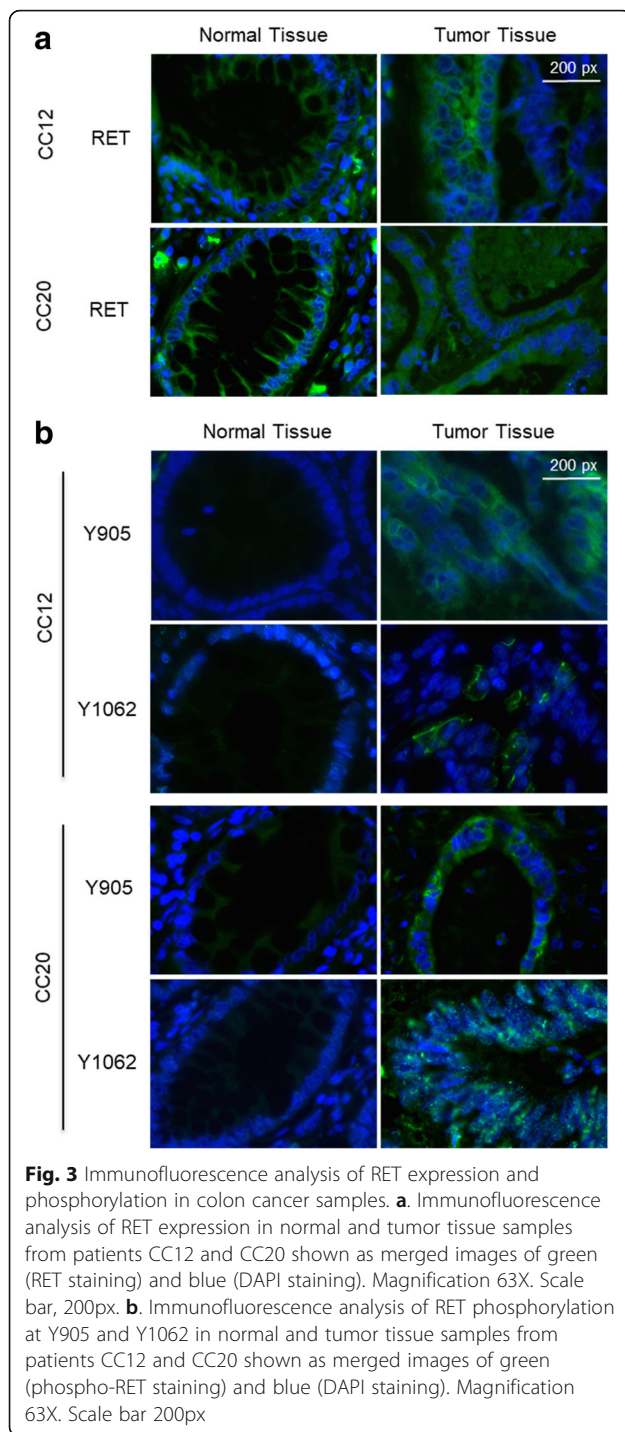 a
Normal Tissue Tumor Tissue
CC12 RET 200 px
CC20 RET
b
Normal Tissue Tumor Tissue
CC12
Y905 200 px
Y1062
CC20
Y905
Y1062
Fig. 3 Immunofluorescence analysis of RET expression and
phosphorylation in colon cancer samples. a. Immunofluorescence
analysis of RET expression in normal and tumor tissue samples
from patients CC12 and CC20 shown as merged images of green
(RET staining) and blue (DAPI staining). Magnification 63X. Scale
bar, 200px. b. Immunofluorescence analysis of RET phosphorylation
at Y905 and Y1062 in normal and tumor tissue samples from
patients CC12 and CC20 shown as merged images of green
(phospho-RET staining) and blue (DAPI staining). Magnification
63X. Scale bar 200px